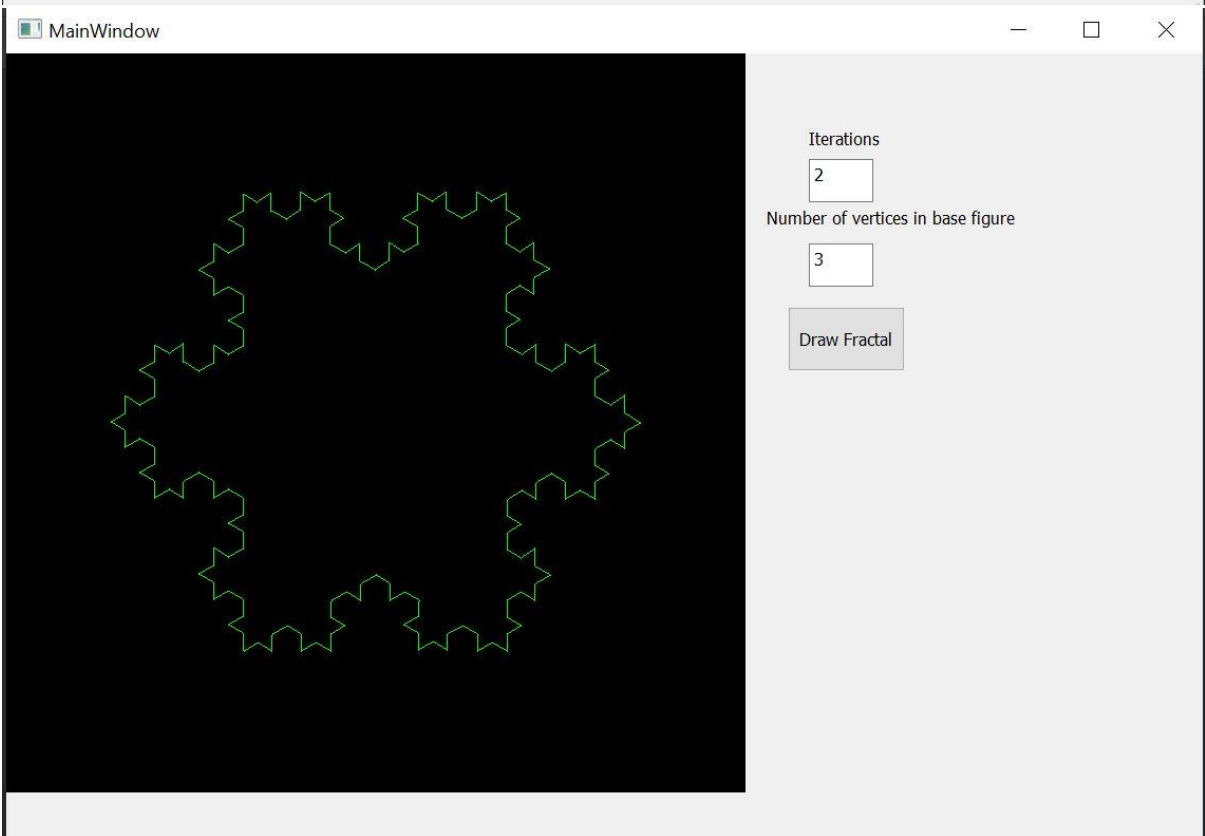 MainWindow
Iterations
2
Number of vertices in base figure
3
Draw Fractal